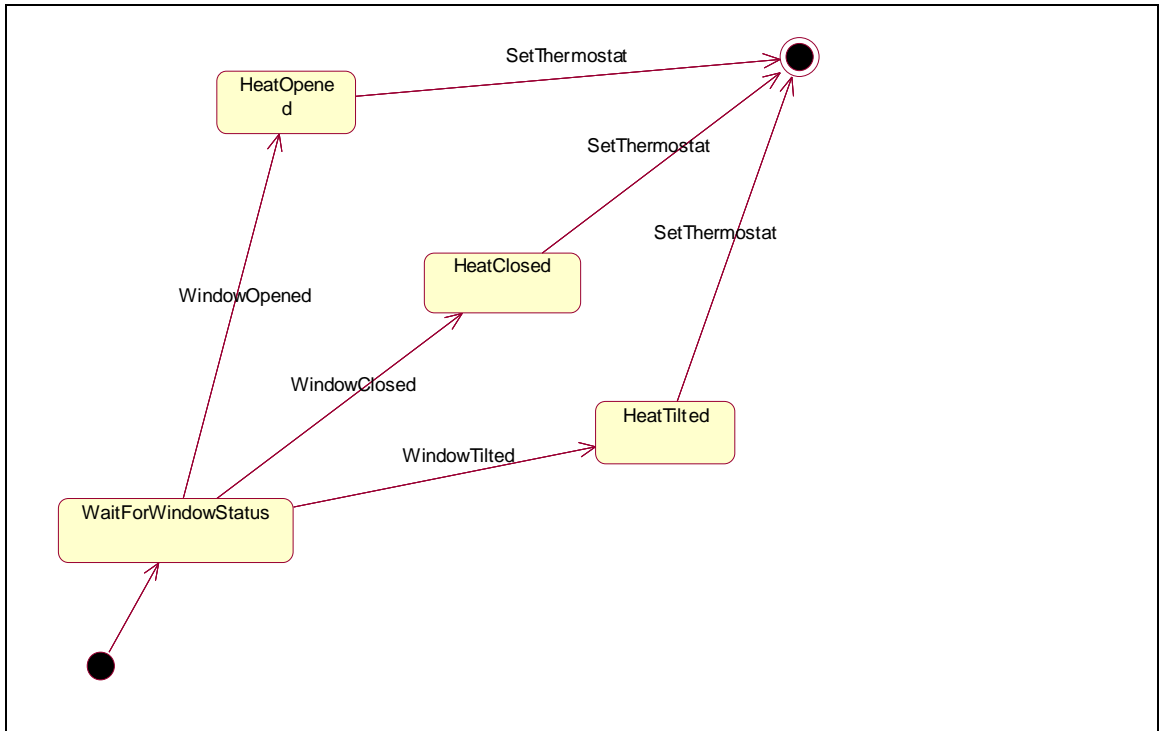 SetThermostat
HeatOpene
d
SetThermostat
SetThermostat
HeatClosed
WindowOpened
WindowClosed
HeatTilted
WindowTilted
WaitForWindowStatus